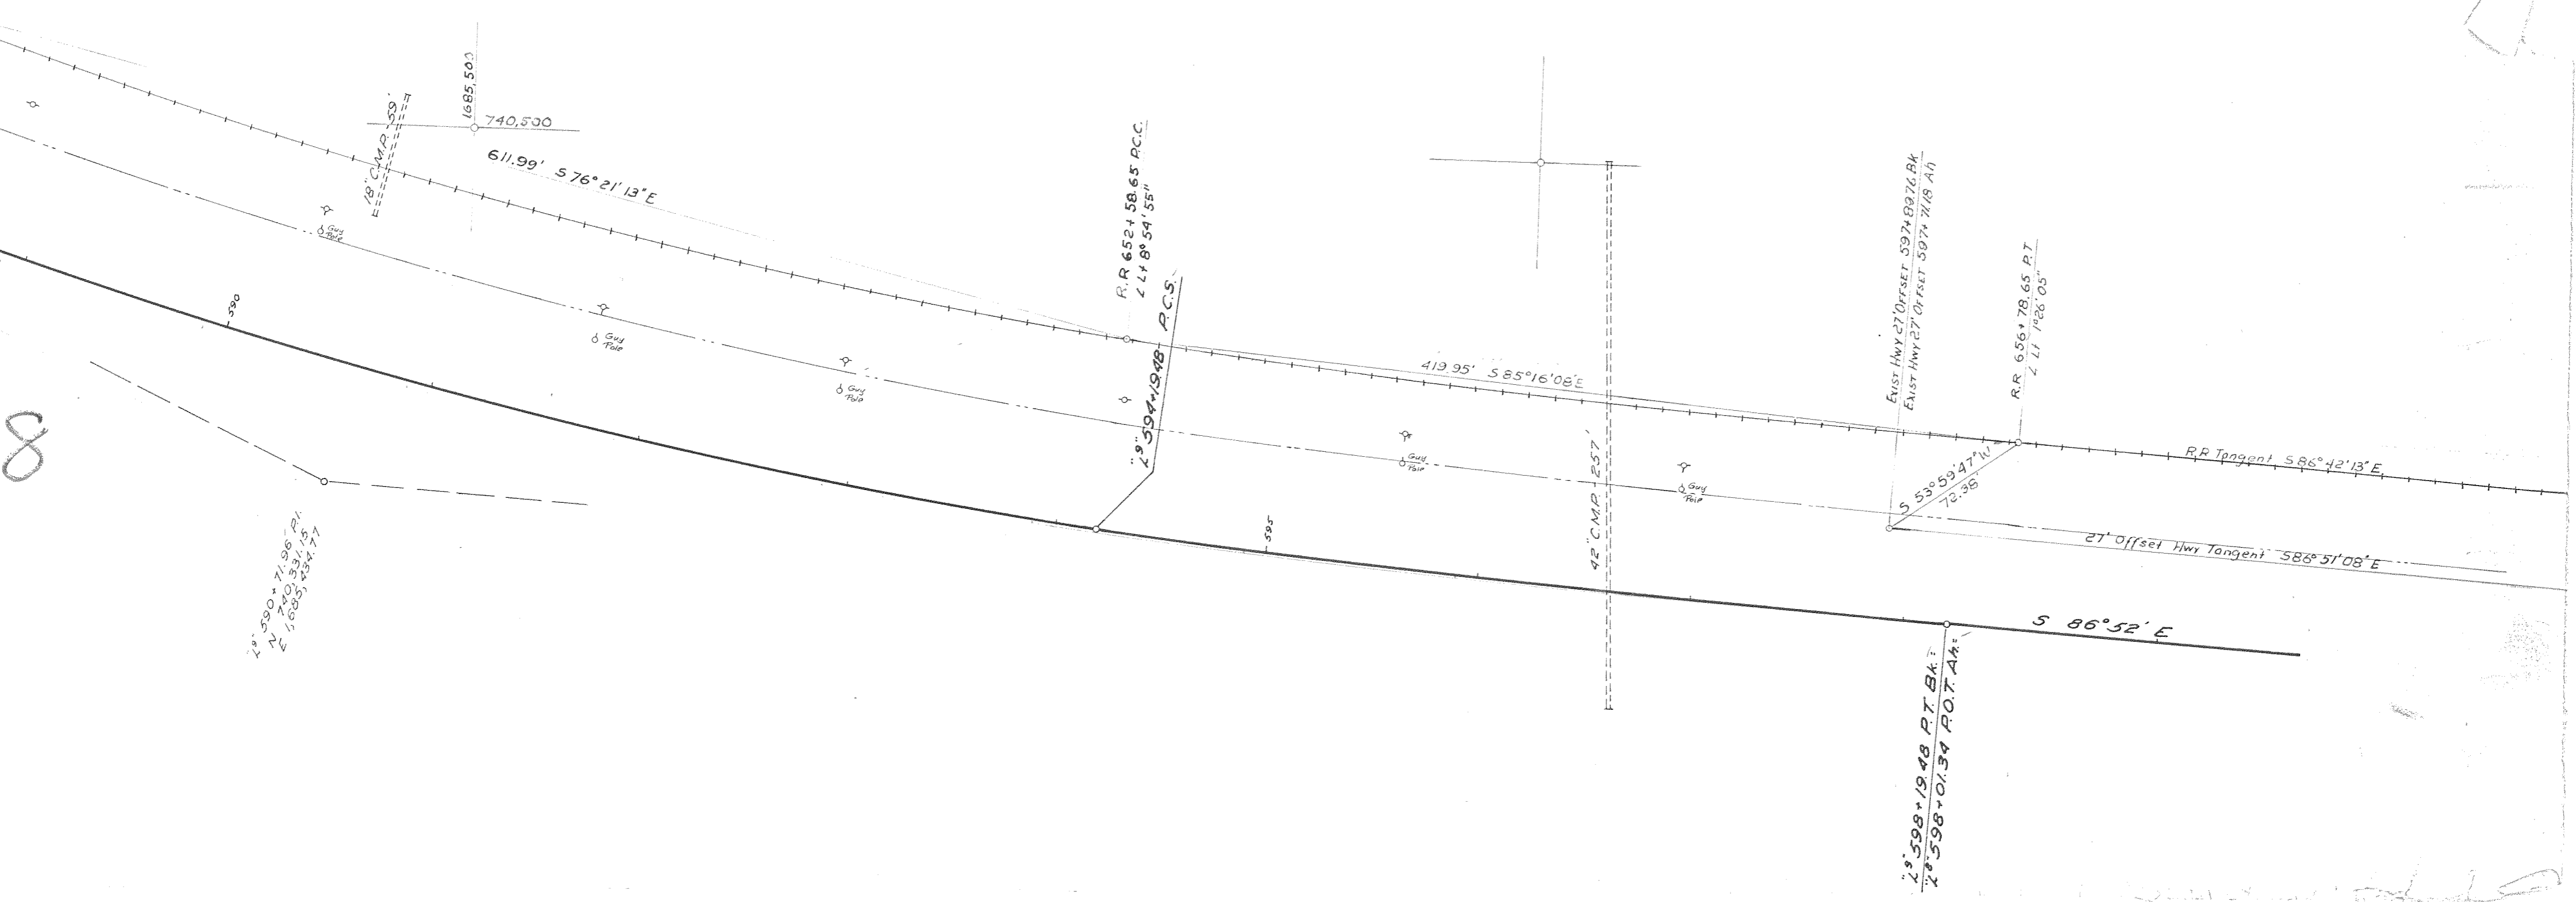 1685,500
740,500
18" C.M.P. - 59'
611.99' S 76° 21' 13" E
Guy Pole
590
Guy Pole
Guy Pole
R.R 652 + 58.65 P.C.C.
∠ Lt 8° 54' 55"
"L9" 594+19.48 P.C.S.
419.95' S 85° 16' 08" E
Guy Pole
42" C.M.P. - 257'
Guy Pole
595
Exist Hwy 27' OFFSET 597+89.76 Bk
Exist Hwy 27' OFFSET 597+71.18 Ah
R.R 656+78.65 P.T
∠ Lt 1° 26' 05"
S 53° 59' 47" W
72.38
R.R Tangent S 86° 42' 13" E
27' Offset Hwy Tangent S 86° 51' 08" E
S 86° 52' E
8
"L9" 590 + 71.96 P.I.
N 740,331.15
E 1,685,434.77
"L9" 598+19.48 P.T. Bk. =
"L8" 598+01.34 P.O.T. Ah. =